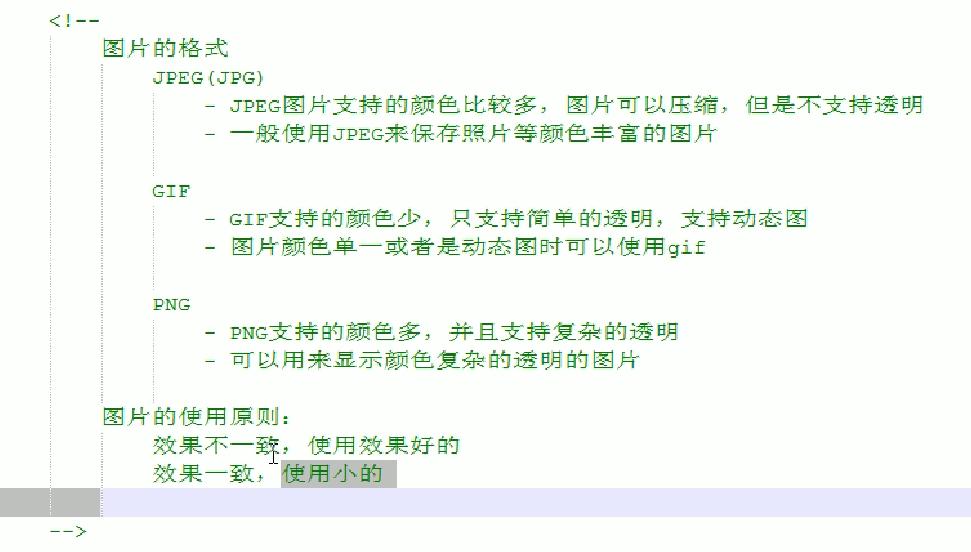 <!--
图片的格式
JPEG(JPG)
- JPEG图片支持的颜色比较多，图片可以压缩，但是不支持透明
- 一般使用JPEG来保存照片等颜色丰富的图片
GIF
- GIF支持的颜色少，只支持简单的透明，支持动态图
- 图片颜色单一或者是动态图时可以使用gif
PNG
- PNG支持的颜色多，并且支持复杂的透明
- 可以用来显示颜色复杂的透明的图片
图片的使用原则：
效果不一致，使用效果好的
效果一致，使用小的
-->